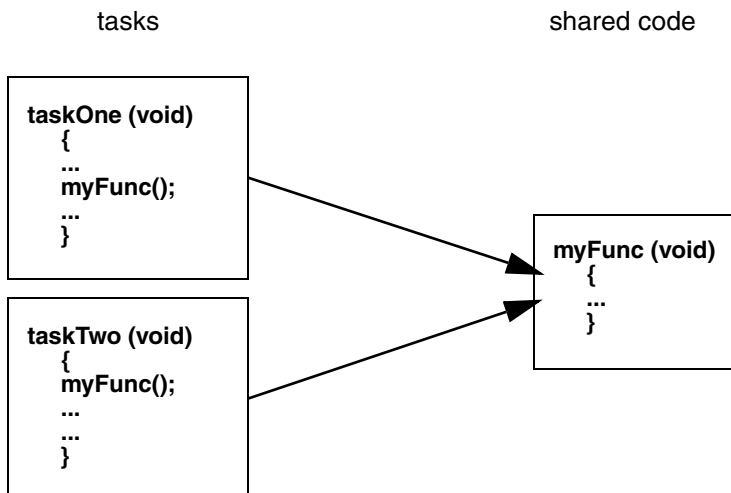 tasks
shared code
taskOne (void)
{
...
myFunc();
...
}
myFunc (void)
{
...
}
taskTwo (void)
{
myFunc();
...
...
}